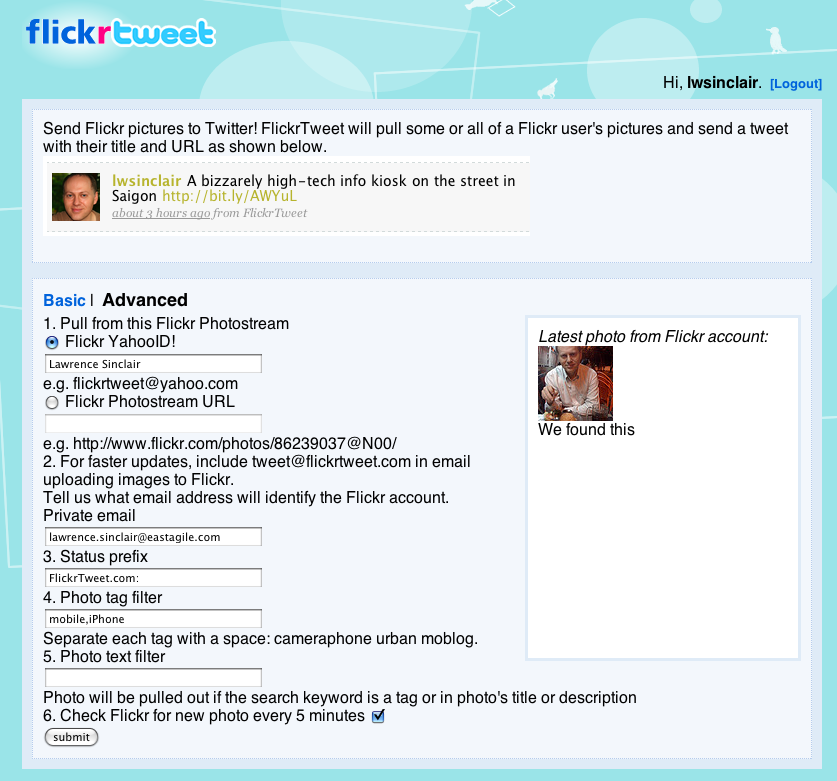 flickrtweet
Hi, lwsinclair. [Logout]
Send Flickr pictures to Twitter! FlickrTweet will pull some or all of a Flickr user's pictures and send a tweet
with their title and URL as shown below.
lwsinclair A bizzarely high-tech info kiosk on the street in
Saigon http://bit.ly/AWYuL
about 3 hours ago from FlickrTweet
Basic | Advanced
1. Pull from this Flickr Photostream
Flickr YahooID!
Lawrence Sinclair
e.g. flickrtweet@yahoo.com
Flickr Photostream URL
e.g. http://www.flickr.com/photos/86239037@N00/
2. For faster updates, include tweet@flickrtweet.com in email
uploading images to Flickr.
Tell us what email address will identify the Flickr account.
Private email
lawrence.sinclair@eastagile.com
3. Status prefix
FlickrTweet.com:
4. Photo tag filter
mobile,iPhone
Separate each tag with a space: cameraphone urban moblog.
5. Photo text filter
Photo will be pulled out if the search keyword is a tag or in photo's title or description
6. Check Flickr for new photo every 5 minutes
submit
Latest photo from Flickr account:
We found this